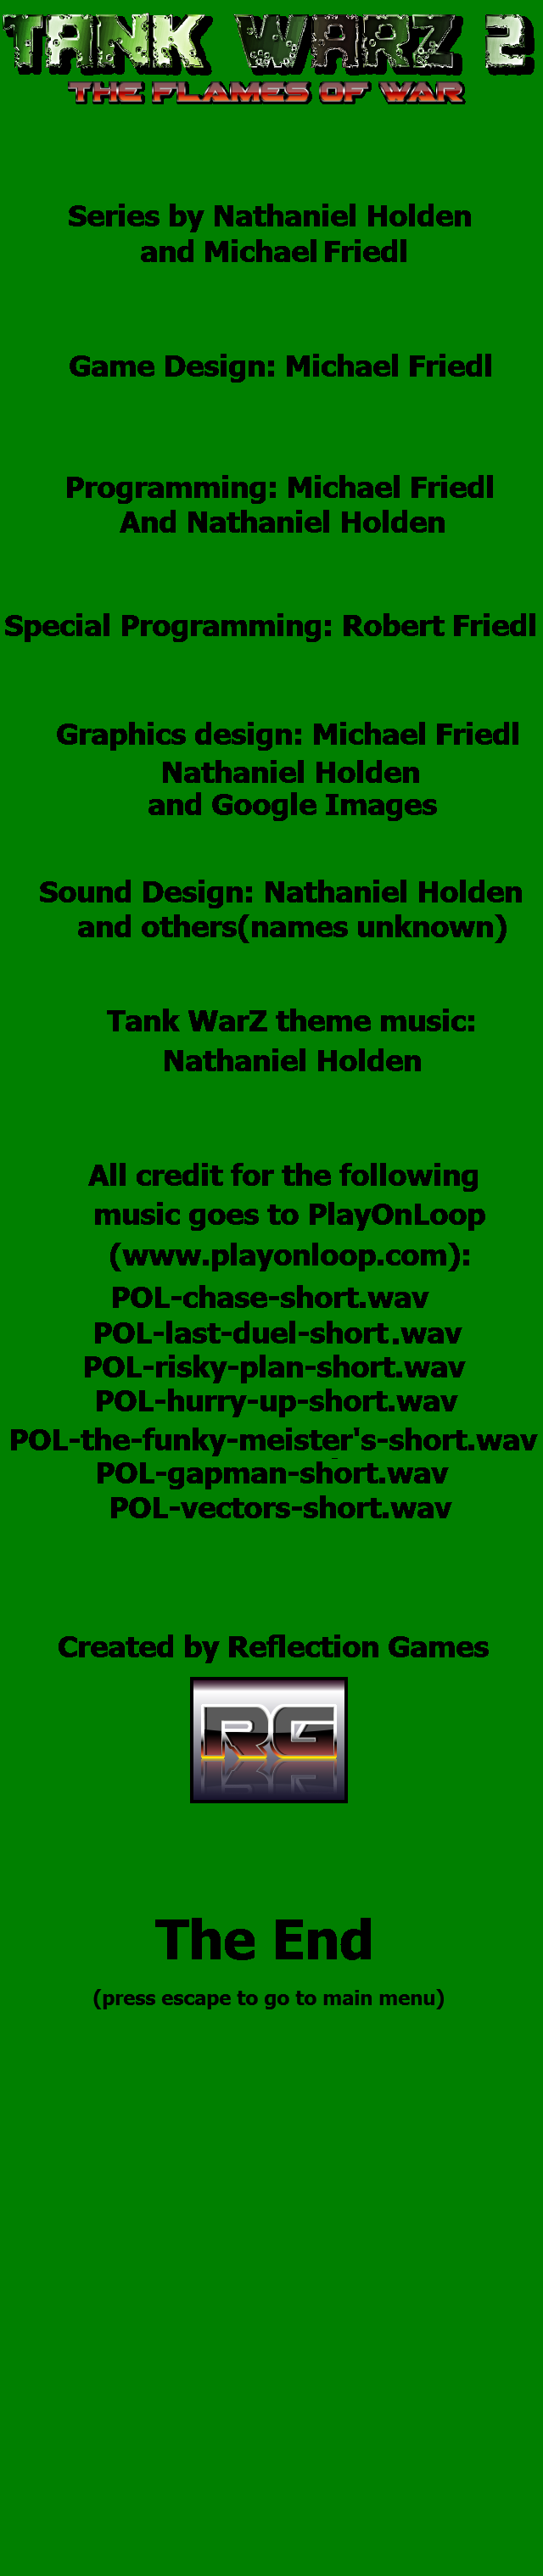 TANK WARZ 2
THE FLAMES OF WAR
Series by Nathaniel Holden
and Michael Friedl
Game Design: Michael Friedl
Programming: Michael Friedl
And Nathaniel Holden
Special Programming: Robert Friedl
Graphics design: Michael Friedl
Nathaniel Holden
and Google Images
Sound Design: Nathaniel Holden
and others(names unknown)
Tank WarZ theme music:
Nathaniel Holden
All credit for the following
music goes to PlayOnLoop
(www.playonloop.com):
POL-chase-short.wav
POL-last-duel-short.wav
POL-risky-plan-short.wav
POL-hurry-up-short.wav
POL-the-funky-meister's-short.wav
POL-gapman-short.wav
POL-vectors-short.wav
Created by Reflection Games
RG
The End
(press escape to go to main menu)